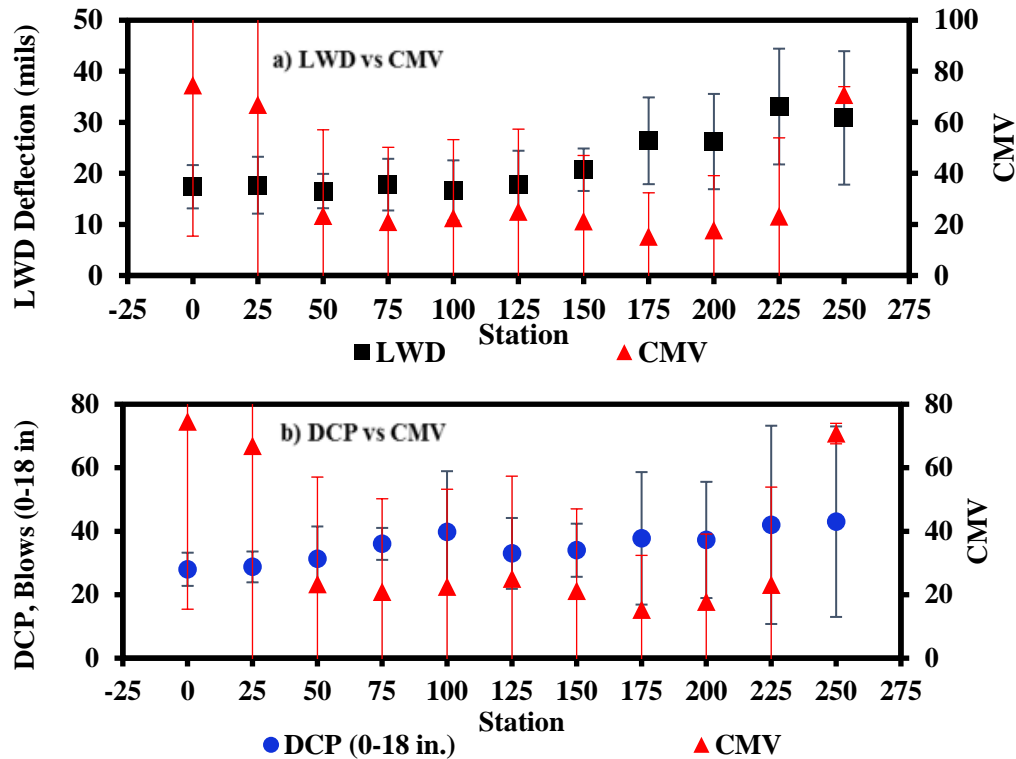 50
40
30
20
10
0
LWD Deflection (mils)
a) LWD vs CMV
100
80
60
40
20
0
CMV
-25 0 25 50 75 100 125 150 175 200 225 250 275
Station
LWD CMV
80
60
40
20
0
DCP, Blows (0-18 in)
b) DCP vs CMV
80
60
40
20
0
CMV
-25 0 25 50 75 100 125 150 175 200 225 250 275
Station
DCP (0-18 in.) CMV